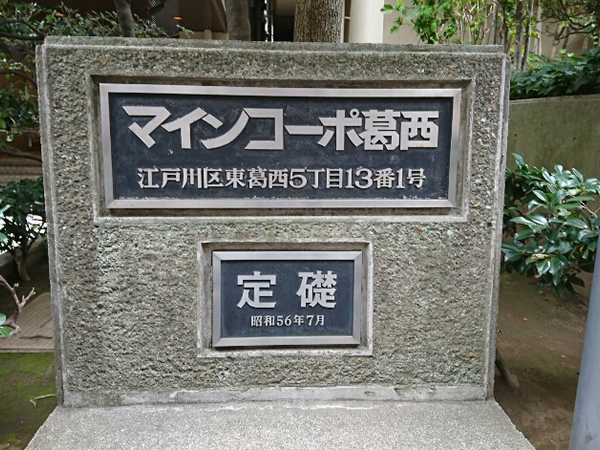 マインコーポ葛西
江戸川区東葛西5丁目13番1号
定礎
昭和56年7月